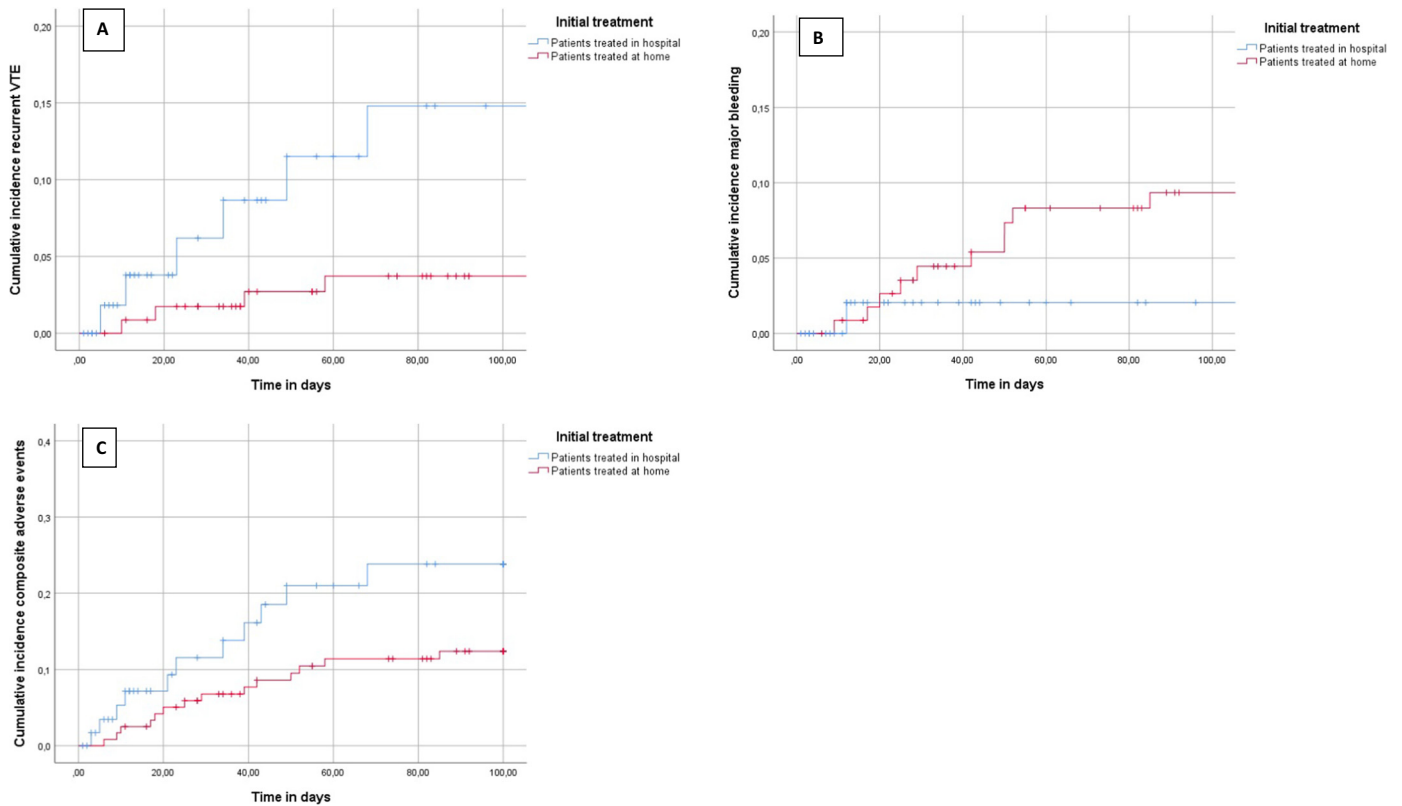 A
Cumulative incidence recurrent VTE
0,20
0,15
0,10
0,05
0,00
,00 20,00 40,00 60,00 80,00 100,00
Time in days
Initial treatment
Patients treated in hospital
Patients treated at home
B
Cumulative incidence major bleeding
0,20
0,15
0,10
0,05
0,00
,00 20,00 40,00 60,00 80,00 100,00
Time in days
Initial treatment
Patients treated in hospital
Patients treated at home
C
Cumulative incidence composite adverse events
0,4
0,3
0,2
0,1
0,0
,00 20,00 40,00 60,00 80,00 100,00
Time in days
Initial treatment
Patients treated in hospital
Patients treated at home